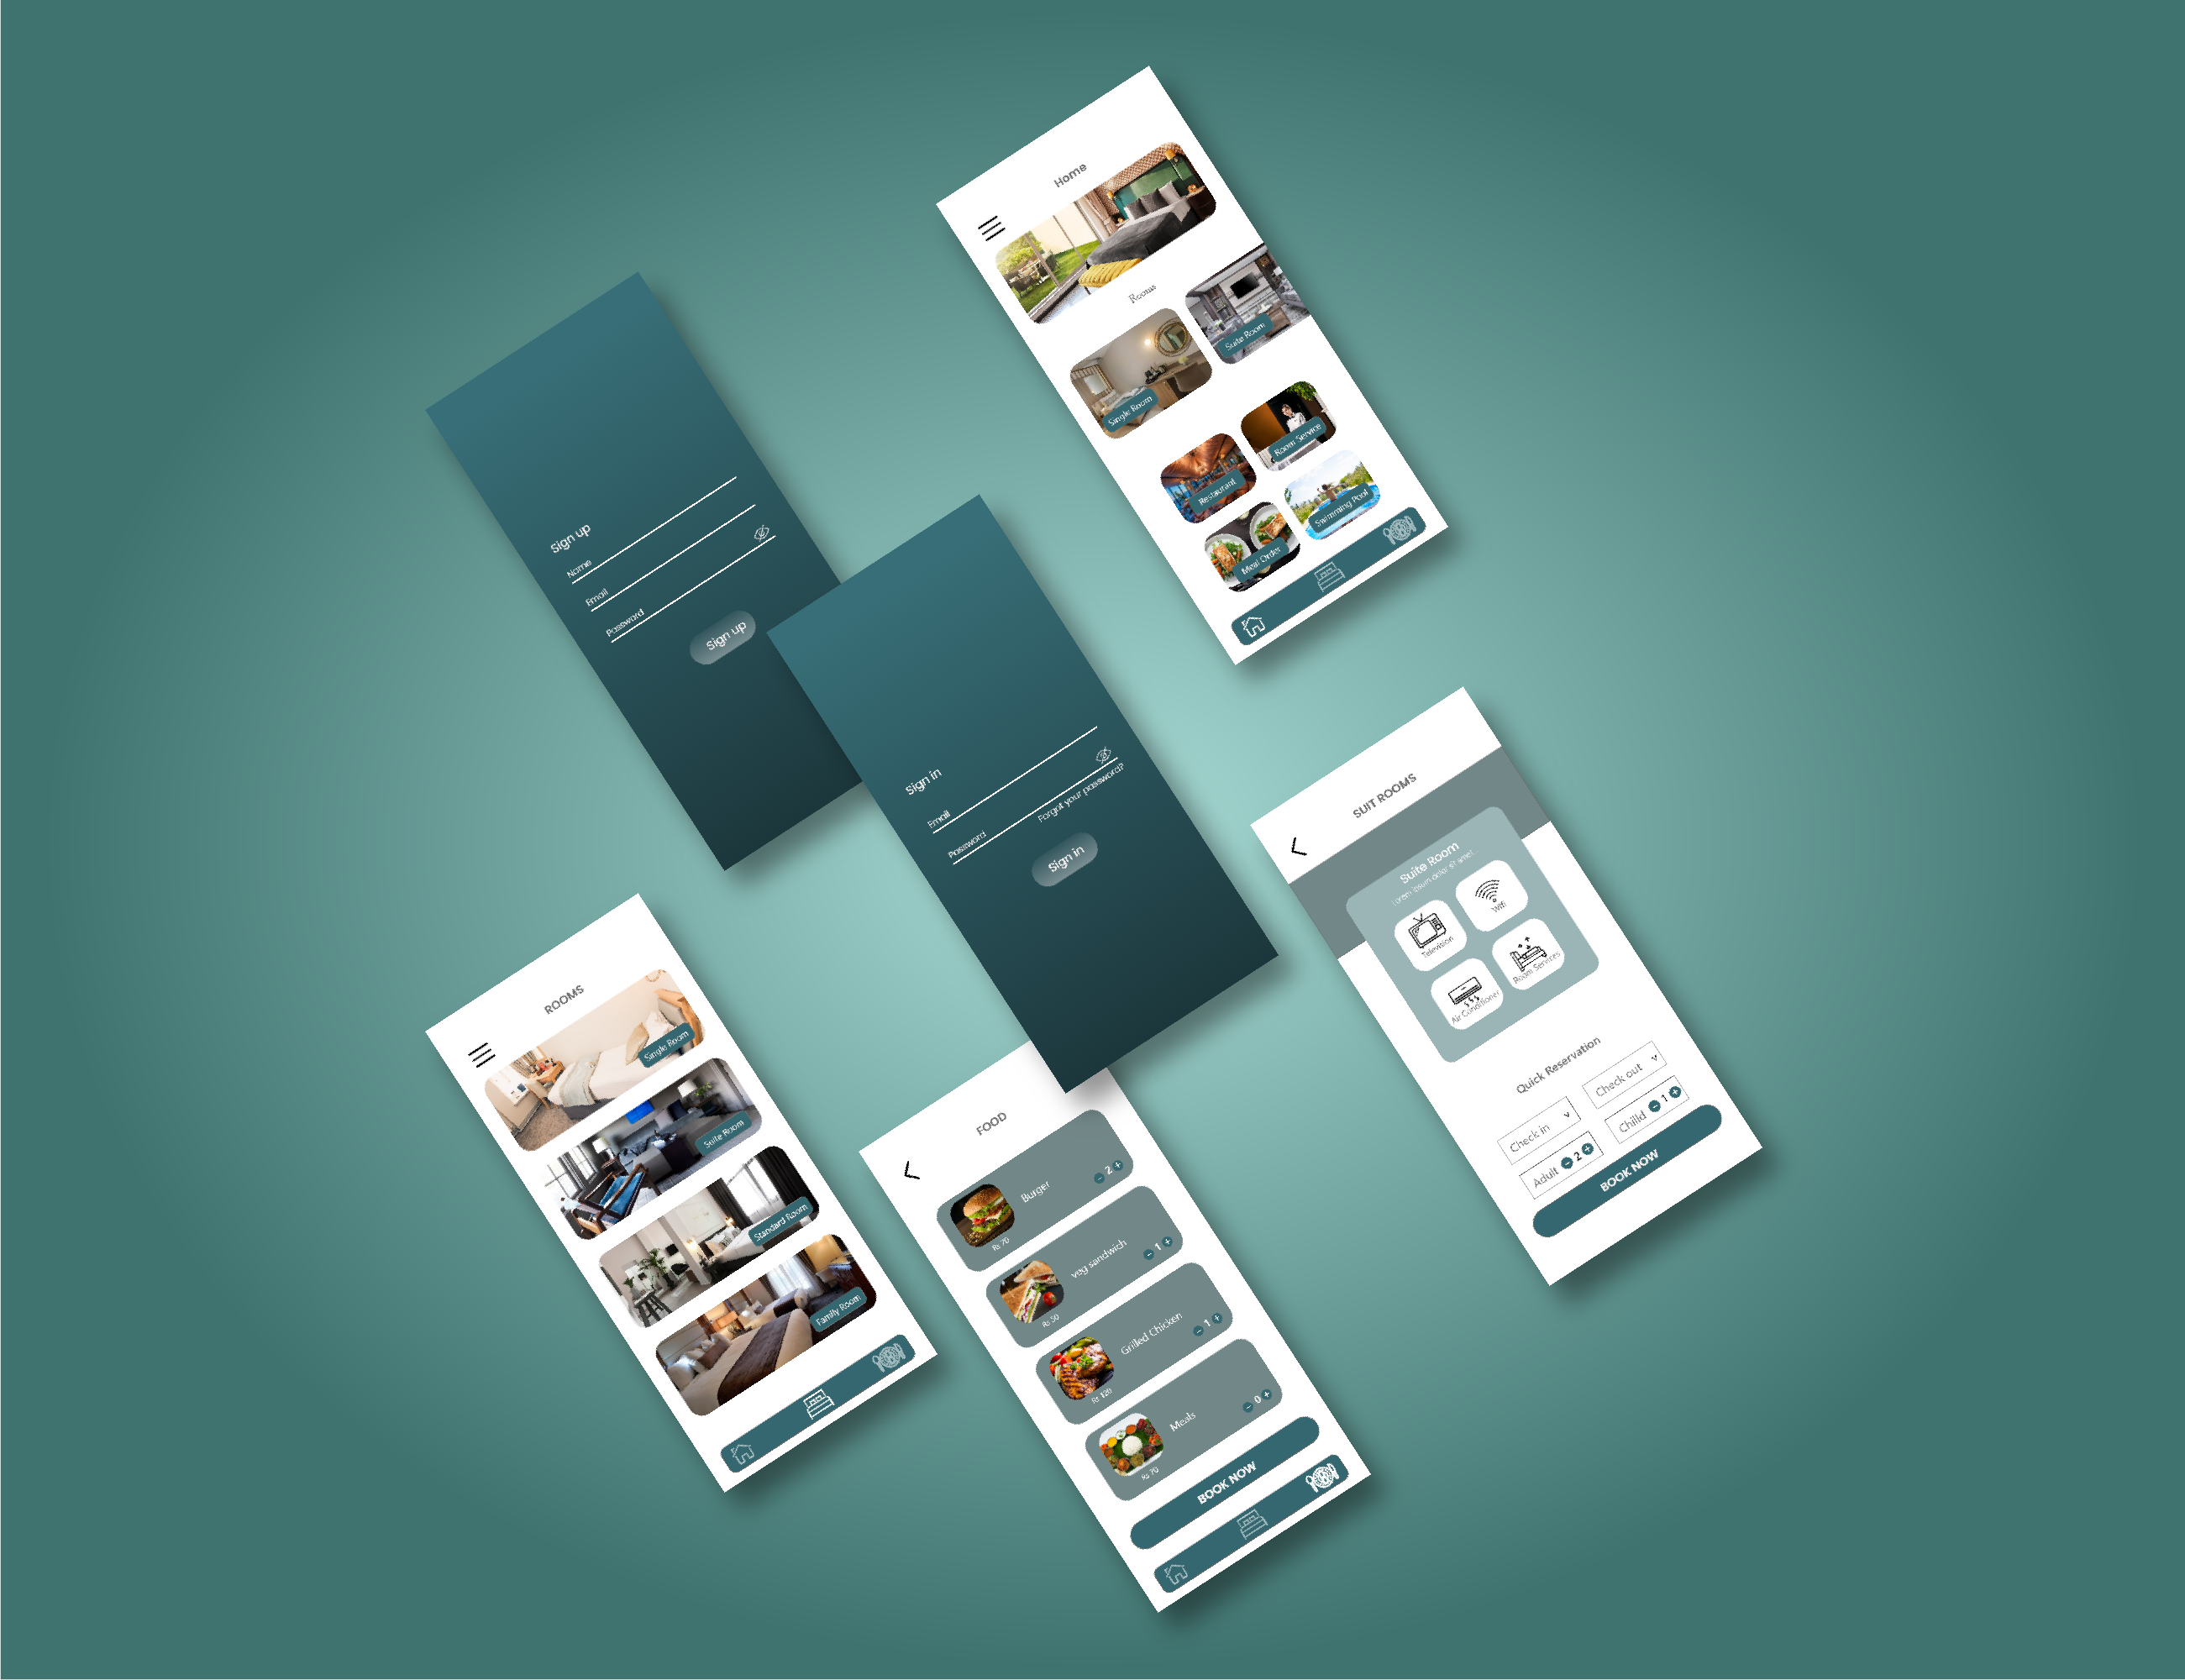 Home
Rooms
Single Room
Suite Room
Restaurant
Room Service
Meal Order
Swimming Pool
Sign up
Name
Email
Password
Sign up
Sign in
Email
Password
Forgot your password?
Sign in
SUIT ROOMS
Suite Room
Lorem ipsum dolor sit amet
Television
Wifi
Air Conditioner
Room Services
Quick Reservation
Check in v
Check out v
Adult - 2 +
Chilld - 1 +
BOOK NOW
ROOMS
Single Room
Suite Room
Standard Room
Family Room
FOOD
Burger
Rs 70
- 2 +
veg sandwich
Rs 50
- 1 +
Grilled Chicken
Rs 120
- 1 +
Meals
Rs 70
- 0 +
BOOK NOW